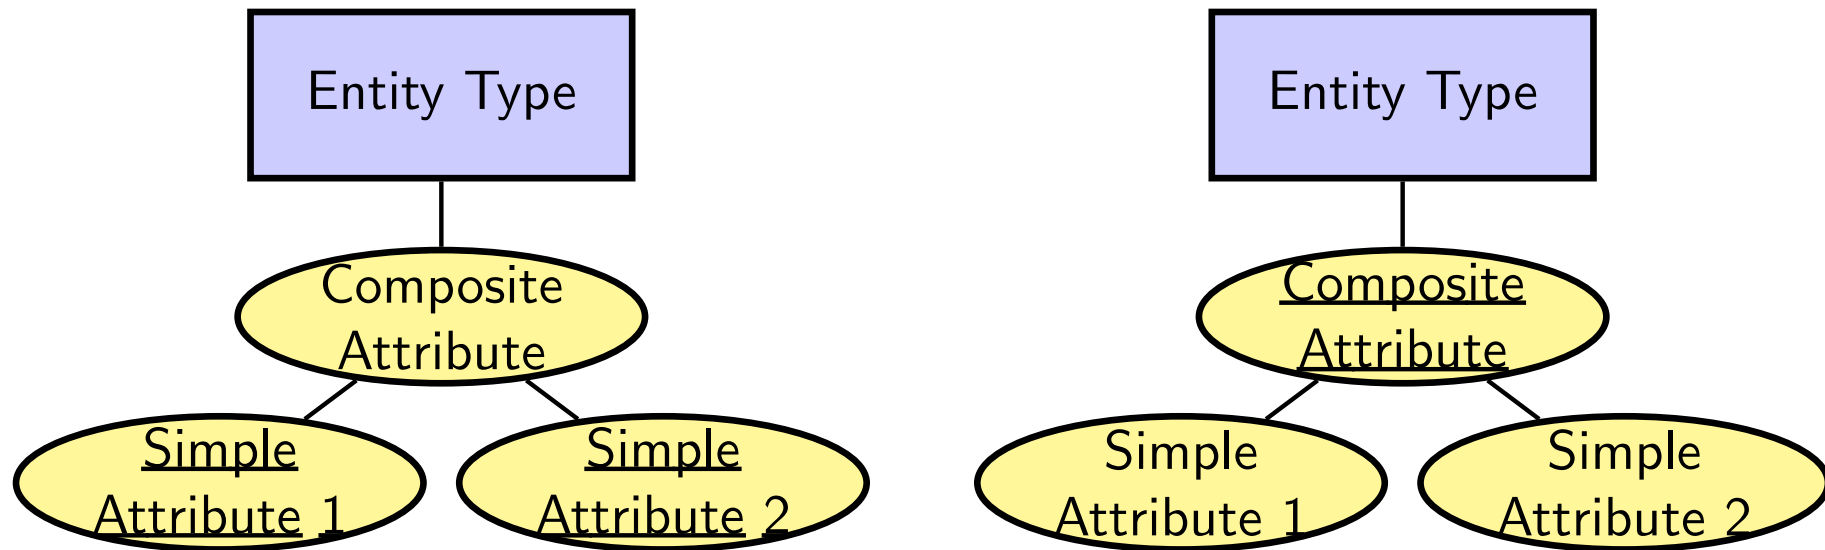 Entity Type
Composite
Attribute
Simple
Attribute 1
Simple
Attribute 2
Entity Type
Composite
Attribute
Simple
Attribute 1
Simple
Attribute 2